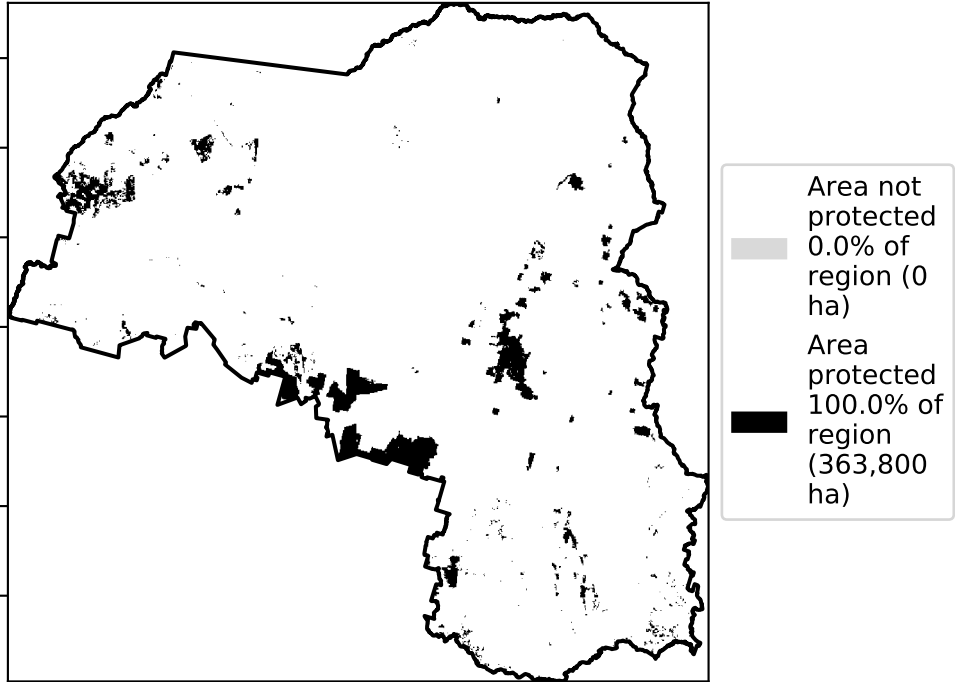 Area not
protected
0.0% of
region (0
ha)
Area
protected
100.0% of
region
(363,800
ha)